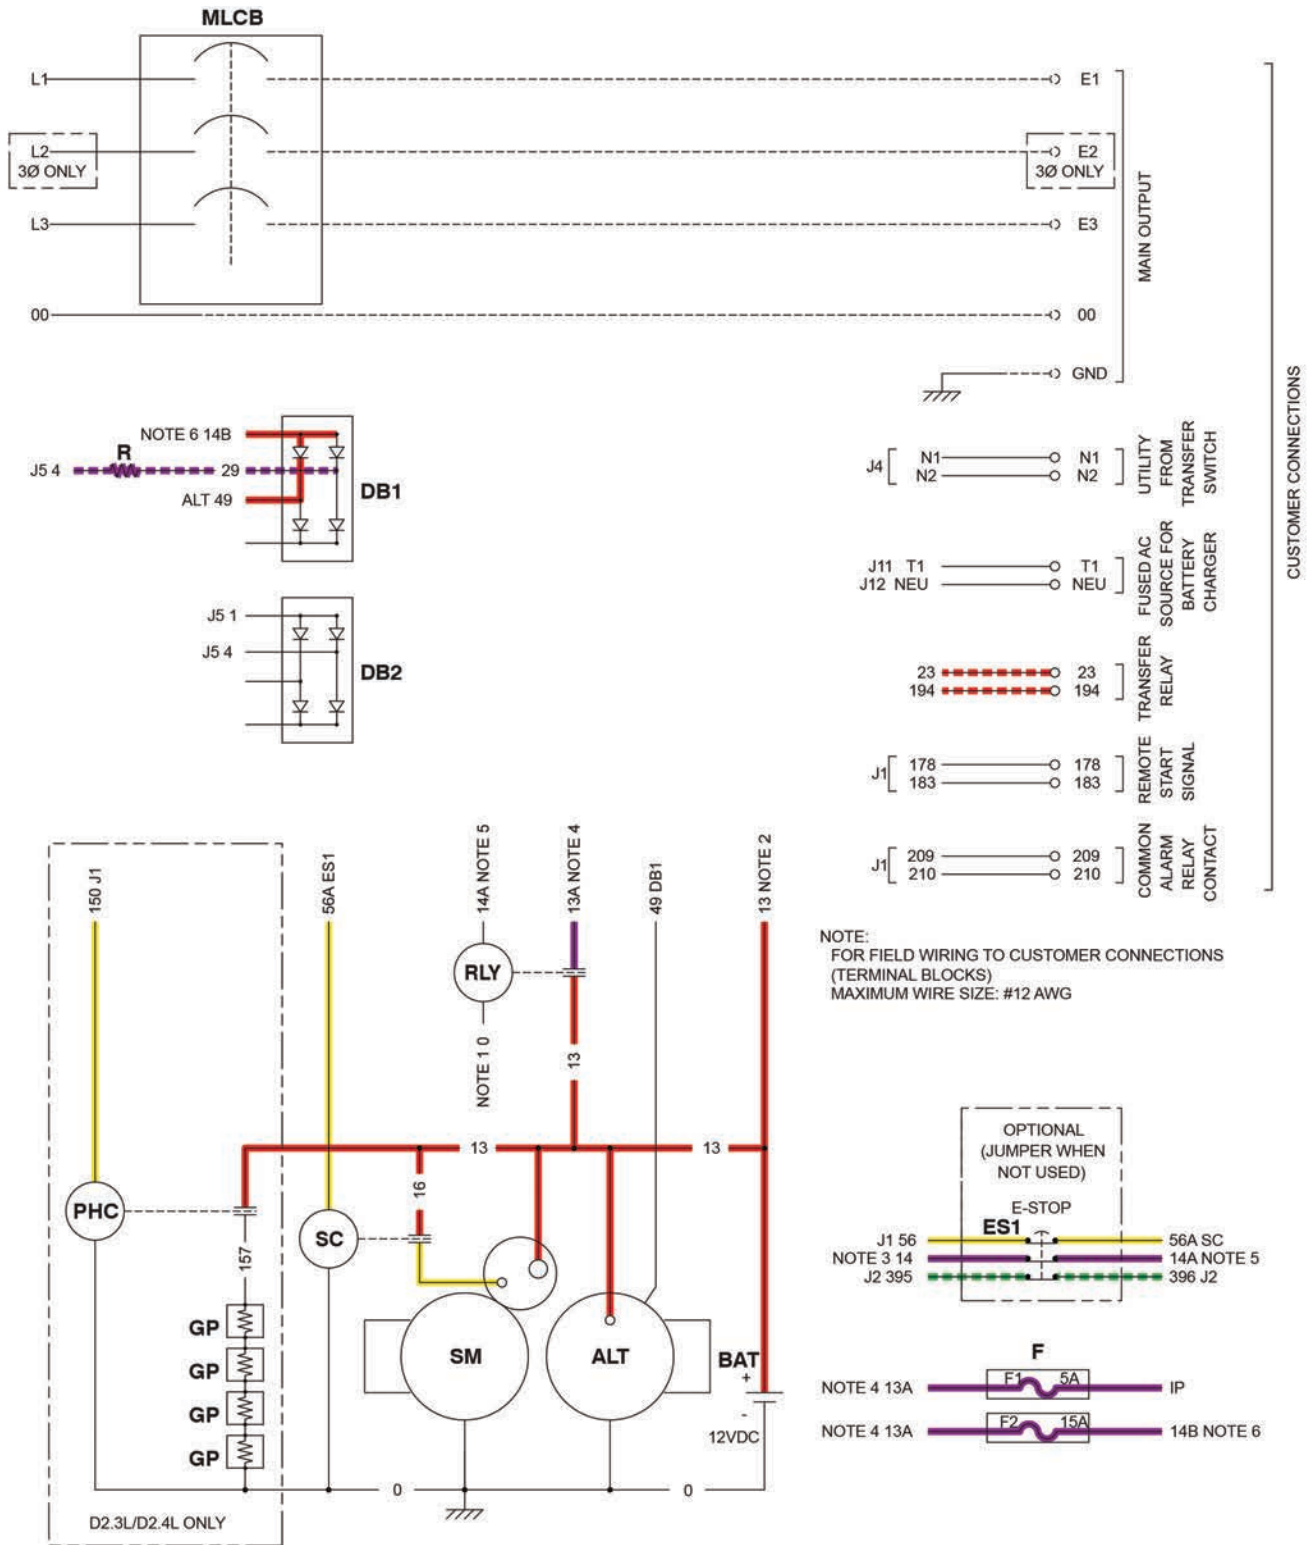 MLCB
L1
E1
L2
3Ø ONLY
E2
3Ø ONLY
L3
E3
00
00
GND
MAIN OUTPUT
CUSTOMER CONNECTIONS
NOTE 6 14B
R
J5 4
29
ALT 49
DB1
J5 1
J5 4
DB2
J4
N1
N2
N1
N2
UTILITY
FROM
TRANSFER
SWITCH
J11 T1
J12 NEU
T1
NEU
FUSED AC
SOURCE FOR
BATTERY
CHARGER
23
194
23
194
TRANSFER
RELAY
J1
178
183
178
183
REMOTE
START
SIGNAL
J1
209
210
209
210
COMMON
ALARM
RELAY
CONTACT
NOTE:
FOR FIELD WIRING TO CUSTOMER CONNECTIONS
(TERMINAL BLOCKS)
MAXIMUM WIRE SIZE: #12 AWG
150 J1
56A ES1
14A NOTE 5
13A NOTE 4
49 DB1
13 NOTE 2
RLY
NOTE 1 0
13
13
13
16
PHC
SC
157
GP
GP
GP
GP
SM
ALT
BAT
+
-
12VDC
0
0
D2.3L/D2.4L ONLY
OPTIONAL
(JUMPER WHEN
NOT USED)
E-STOP
ES1
J1 56
56A SC
NOTE 3 14
14A NOTE 5
J2 395
396 J2
F
NOTE 4 13A
F1
5A
IP
NOTE 4 13A
F2
15A
14B NOTE 6